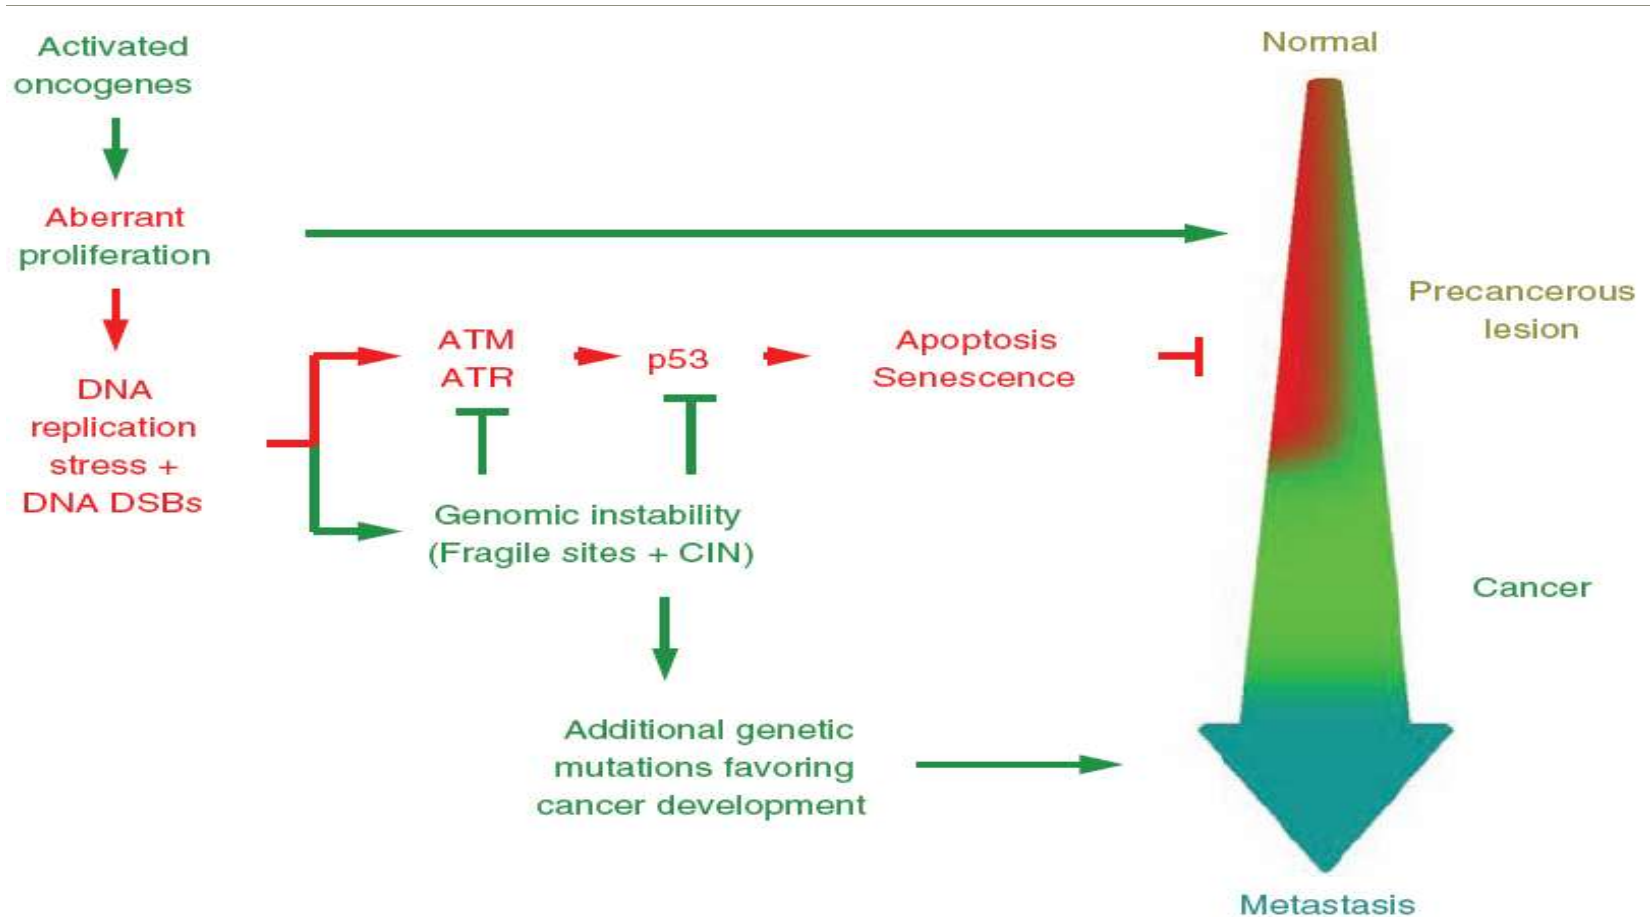 Activated
oncogenes
Aberrant
proliferation
DNA
replication
stress +
DNA DSBs
ATM
ATR
p53
Apoptosis
Senescence
Genomic instability
(Fragile sites + CIN)
Additional genetic
mutations favoring
cancer development
Normal
Precancerous
lesion
Cancer
Metastasis